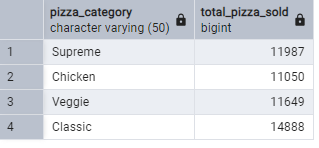 pizza_category total_pizza_sold
character varying (50) bigint
1 Supreme 11987
2 Chicken 11050
3 Veggie 11649
4 Classic 14888